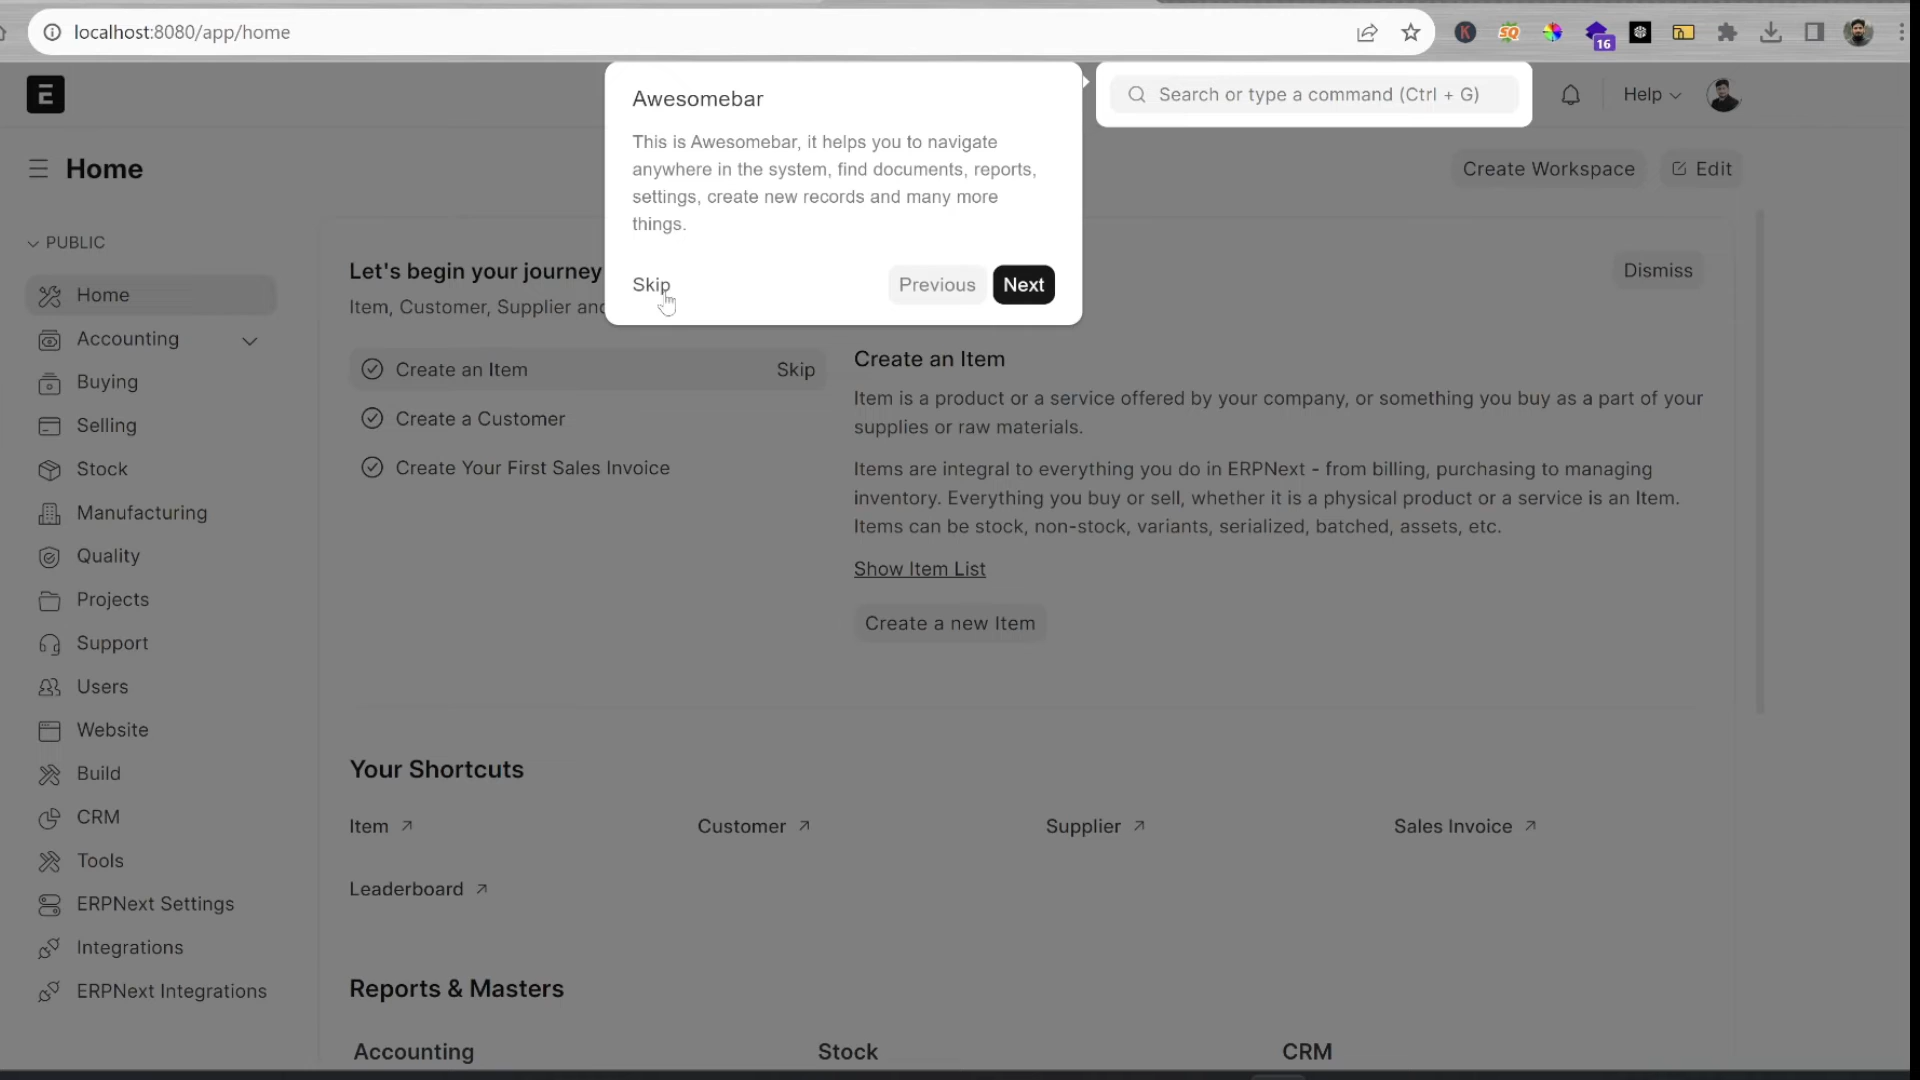 localhost:8080/app/home
16
E
Awesomebar
This is Awesomebar, it helps you to navigate
anywhere in the system, find documents, reports,
settings, create new records and many more
things.
Skip
Previous
Next
Search or type a command (Ctrl + G)
Help
Home
Create Workspace
Edit
PUBLIC
Home
Accounting
Buying
Selling
Stock
Manufacturing
Quality
Projects
Support
Users
Website
Build
CRM
Tools
ERPNext Settings
Integrations
ERPNext Integrations
Let's begin your journey
Item, Customer, Supplier and
Dismiss
Create an Item
Skip
Create a Customer
Create Your First Sales Invoice
Create an Item
Item is a product or a service offered by your company, or something you buy as a part of your
supplies or raw materials.
Items are integral to everything you do in ERPNext - from billing, purchasing to managing
inventory. Everything you buy or sell, whether it is a physical product or a service is an Item.
Items can be stock, non-stock, variants, serialized, batched, assets, etc.
Show Item List
Create a new Item
Your Shortcuts
Item
Customer
Supplier
Sales Invoice
Leaderboard
Reports & Masters
Accounting
Stock
CRM
K
SQ